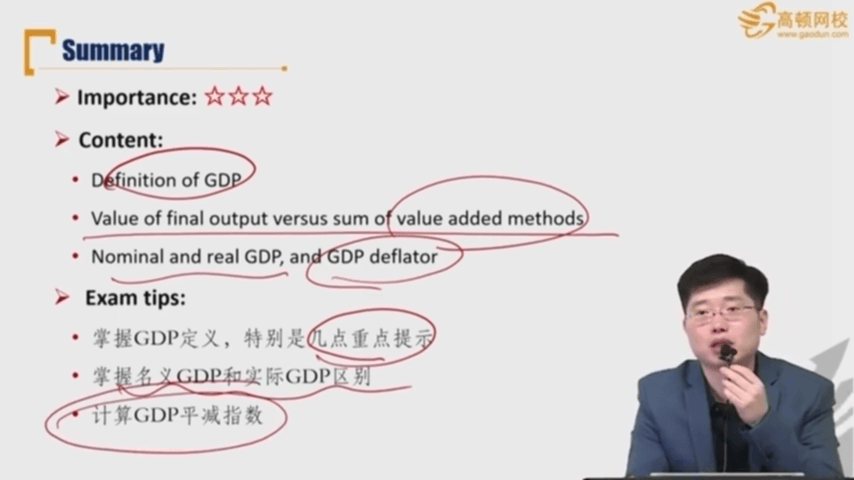 高顿网校
www.gaodun.com
Summary
Importance: ☆☆☆
Content:
Definition of GDP
Value of final output versus sum of value added methods
Nominal and real GDP, and GDP deflator
Exam tips:
掌握GDP定义，特别是几点重点提示
掌握名义GDP和实际GDP区别
计算GDP平减指数